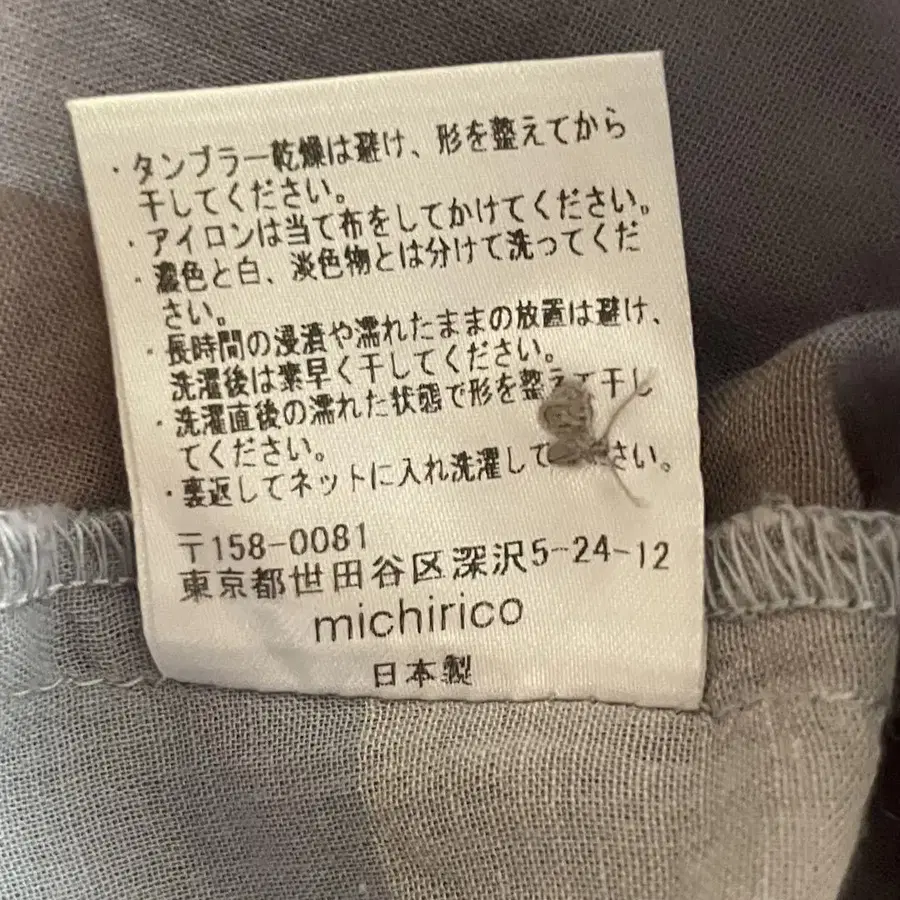 ・タンブラー乾燥は避け、形を整えてから
干してください。
・アイロンは当て布をしてかけてください。
・濃色と白、淡色物とは分けて洗ってくだ
さい。
・長時間の浸漬や濡れたままの放置は避け、
洗濯後は素早く干してください。
・洗濯直後の濡れた状態で形を整えて干し
てください。
・裏返してネットに入れ洗濯してください。
〒158-0081
東京都世田谷区深沢5-24-12
michirico
日本製